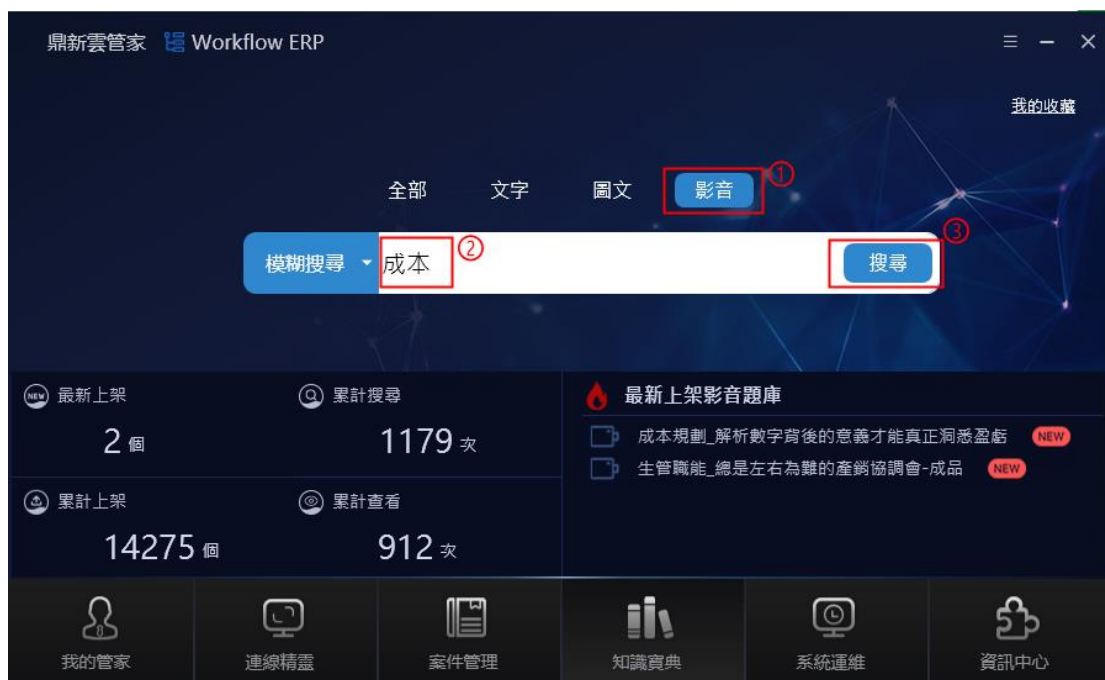 鼎新雲管家 Workflow ERP
我的收藏
全部 文字 圖文 影音 ①
模糊搜尋 成本 ② 搜尋 ③
NEW 最新上架
2 個
累計搜尋
1179 次
累計上架
14275 個
累計查看
912 次
最新上架影音題庫
成本規劃_解析數字背後的意義才能真正洞悉盈虧 NEW
生管職能_總是左右為難的產銷協調會-成品 NEW
我的管家 連線精靈 案件管理 知識寶典 系統運維 資訊中心